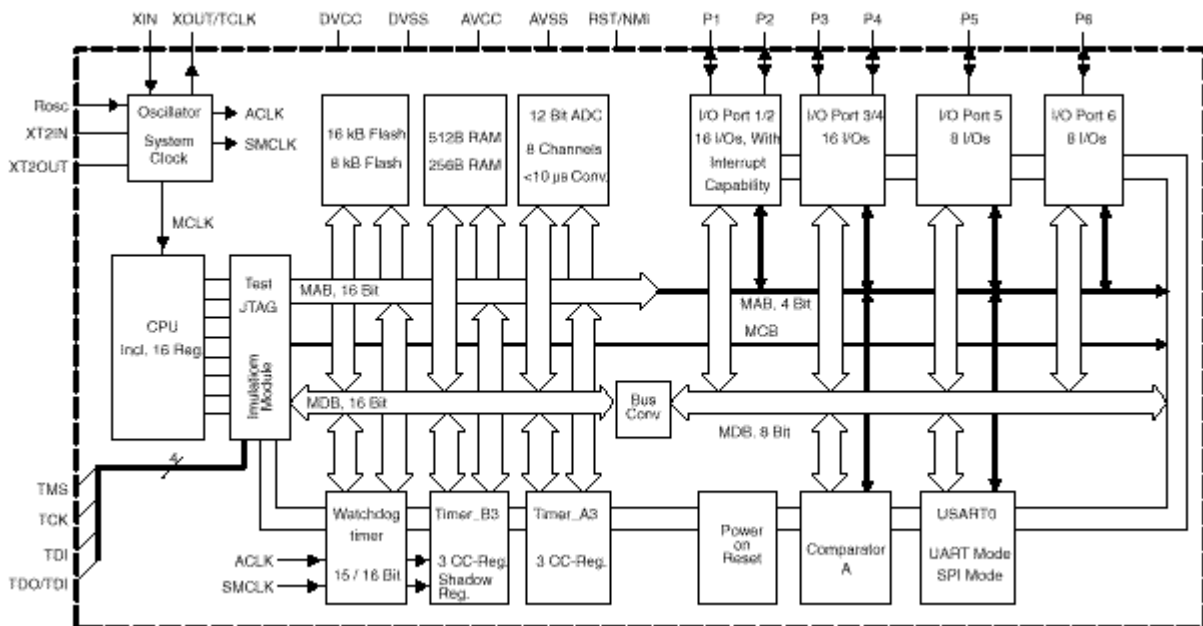 XIN XOUT/TCLK DVCC DVSS AVCC AVSS RST/NMI P1 P2 P3 P4 P5 P6
Rosc
XT2IN
XT2OUT
Oscillator
System
Clock
ACLK
SMCLK
MCLK
16 kB Flash
8 kB Flash
512B RAM
256B RAM
12 Bit ADC
8 Channels
<10 µs Conv.
I/O Port 1/2
16 I/Os, With
Interrupt
Capability
I/O Port 3/4
16 I/Os
I/O Port 5
8 I/Os
I/O Port 6
8 I/Os
CPU
Incl. 16 Reg.
Test
JTAG
Imulatiom
Module
MAB, 16 Bit
MAB, 4 Bit
MCB
MDB, 16 Bit
Bus
Conv
MDB, 8 Bit
4
TMS
TCK
TDI
TDO/TDI
ACLK
SMCLK
Watchdog
timer
15 / 16 Bit
Timer_B3
3 CC-Reg.
Shadow
Reg.
Timer_A3
3 CC-Reg.
Power
on
Reset
Comparator
A
USART0
UART Mode
SPI Mode